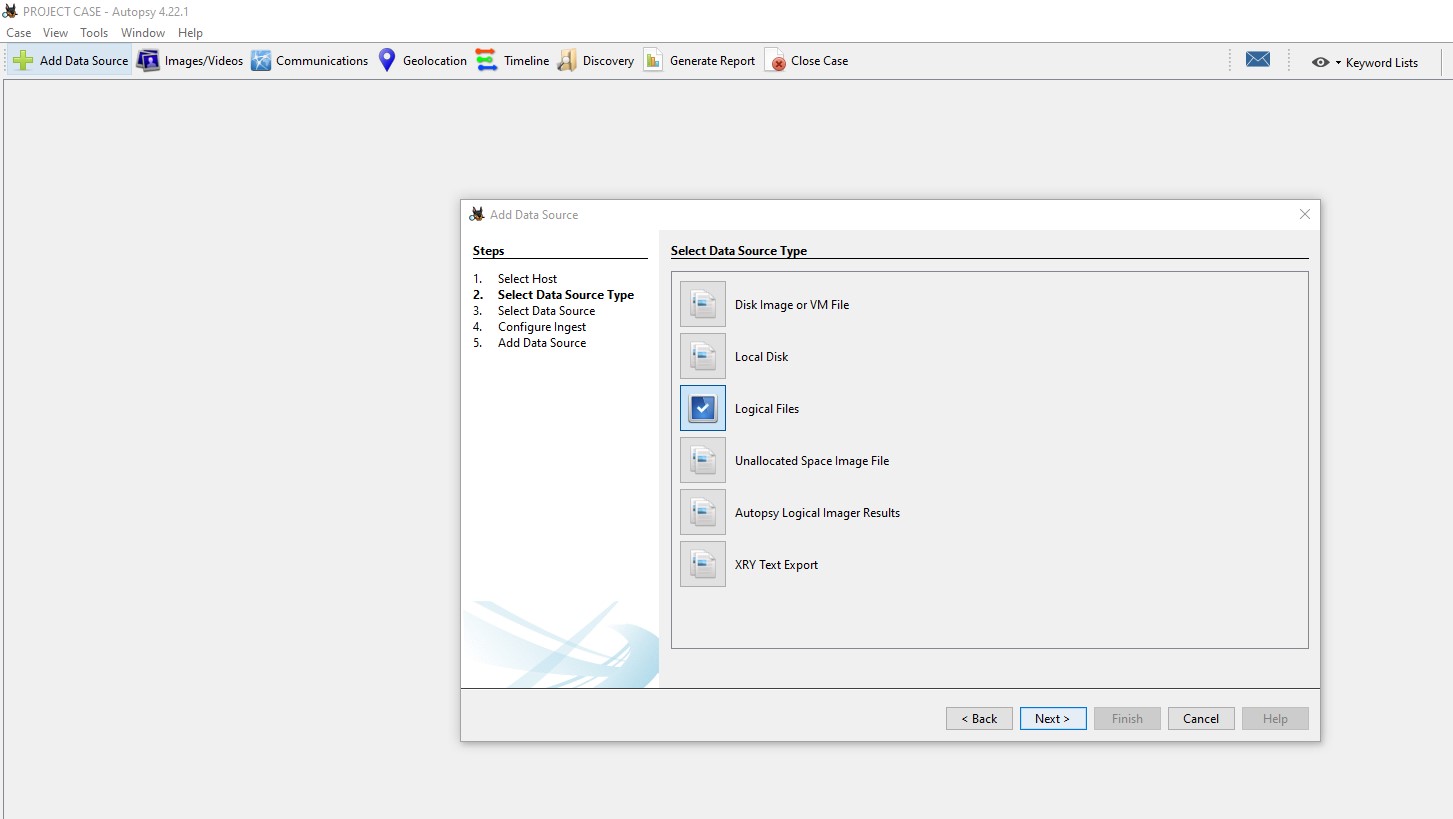 PROJECT CASE - Autopsy 4.22.1
Case View Tools Window Help
Add Data Source Images/Videos Communications Geolocation Timeline Discovery Generate Report Close Case Keyword Lists
Add Data Source
Steps
1. Select Host
2. Select Data Source Type
3. Select Data Source
4. Configure Ingest
5. Add Data Source
Select Data Source Type
Disk Image or VM File
Local Disk
Logical Files
Unallocated Space Image File
Autopsy Logical Imager Results
XRY Text Export
< Back Next > Finish Cancel Help